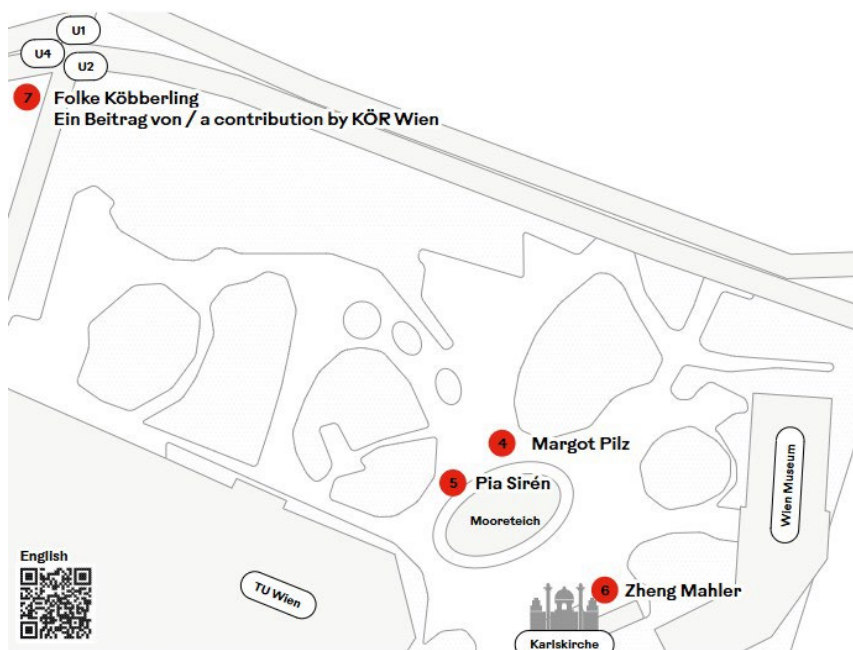 U1
U4
U2
7 Folke Köbberling
Ein Beitrag von / a contribution by KÖR Wien
4 Margot Pilz
5 Pia Sirén
Mooreteich
Wien Museum
English
TU Wien
6 Zheng Mahler
Karlskirche